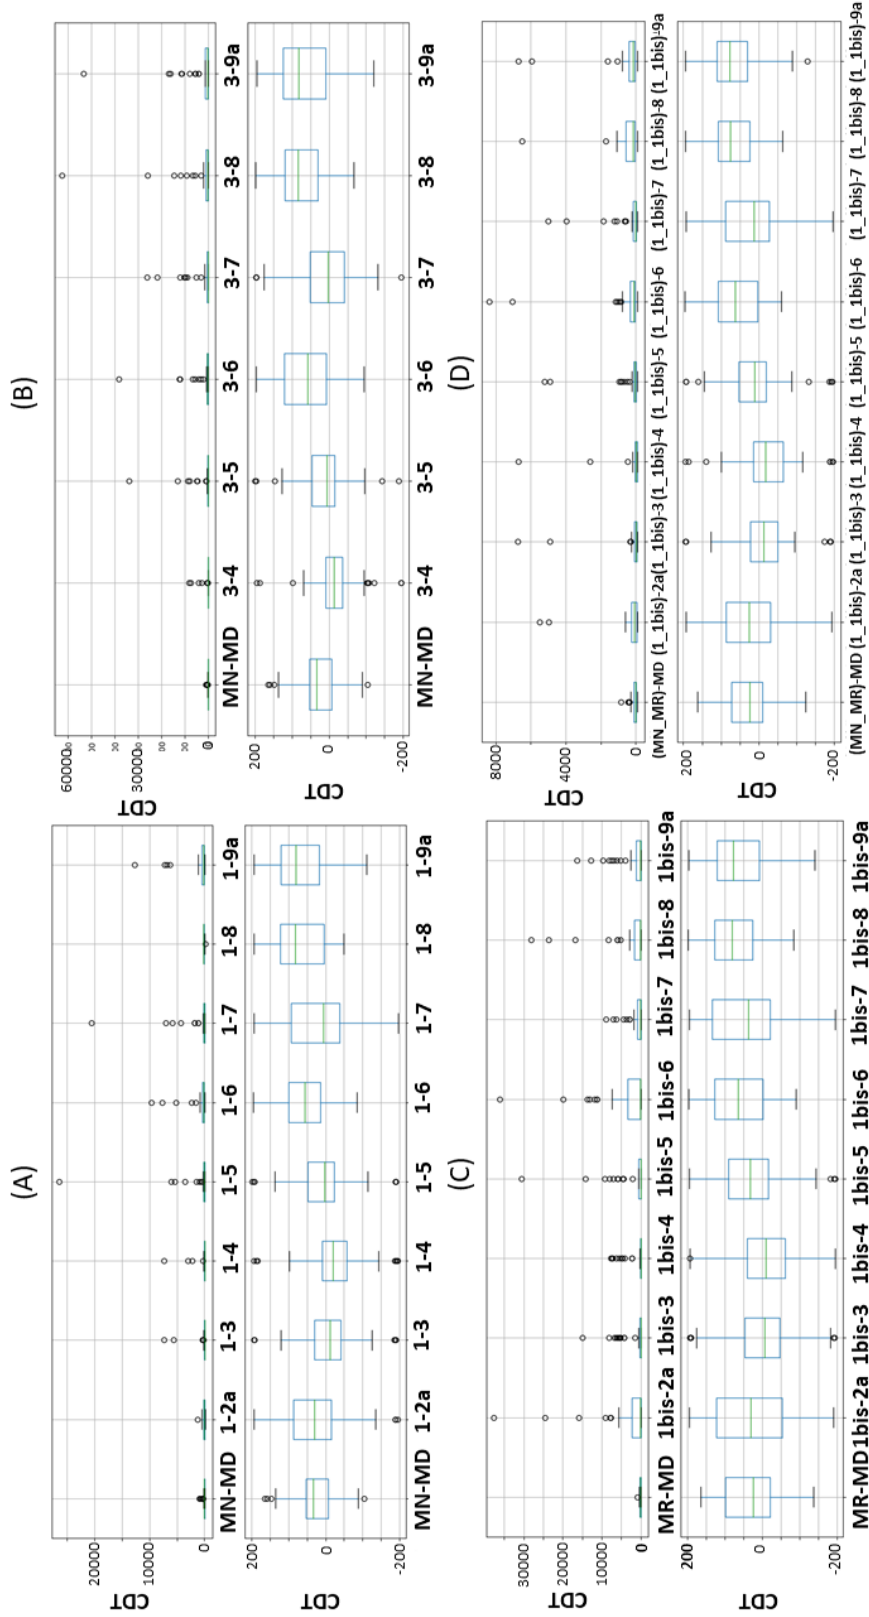 (A)
CDT
20000
10000
0
MN-MD 1-2a 1-3 1-4 1-5 1-6 1-7 1-8 1-9a
CDT
200
0
-200
MN-MD 1-2a 1-3 1-4 1-5 1-6 1-7 1-8 1-9a
(B)
CDT
60000
30000
0
MN-MD 3-4 3-5 3-6 3-7 3-8 3-9a
CDT
200
0
-200
MN-MD 3-4 3-5 3-6 3-7 3-8 3-9a
(C)
CDT
30000
10000
0
MR-MD 1bis-2a 1bis-3 1bis-4 1bis-5 1bis-6 1bis-7 1bis-8 1bis-9a
CDT
200
0
-200
MR-MD 1bis-2a 1bis-3 1bis-4 1bis-5 1bis-6 1bis-7 1bis-8 1bis-9a
(D)
CDT
8000
4000
0
(MN_MR)-MD (1_1bis)-2a (1_1bis)-3 (1_1bis)-4 (1_1bis)-5 (1_1bis)-6 (1_1bis)-7 (1_1bis)-8 (1_1bis)-9a
CDT
200
0
-200
(MN_MR)-MD (1_1bis)-2a (1_1bis)-3 (1_1bis)-4 (1_1bis)-5 (1_1bis)-6 (1_1bis)-7 (1_1bis)-8 (1_1bis)-9a